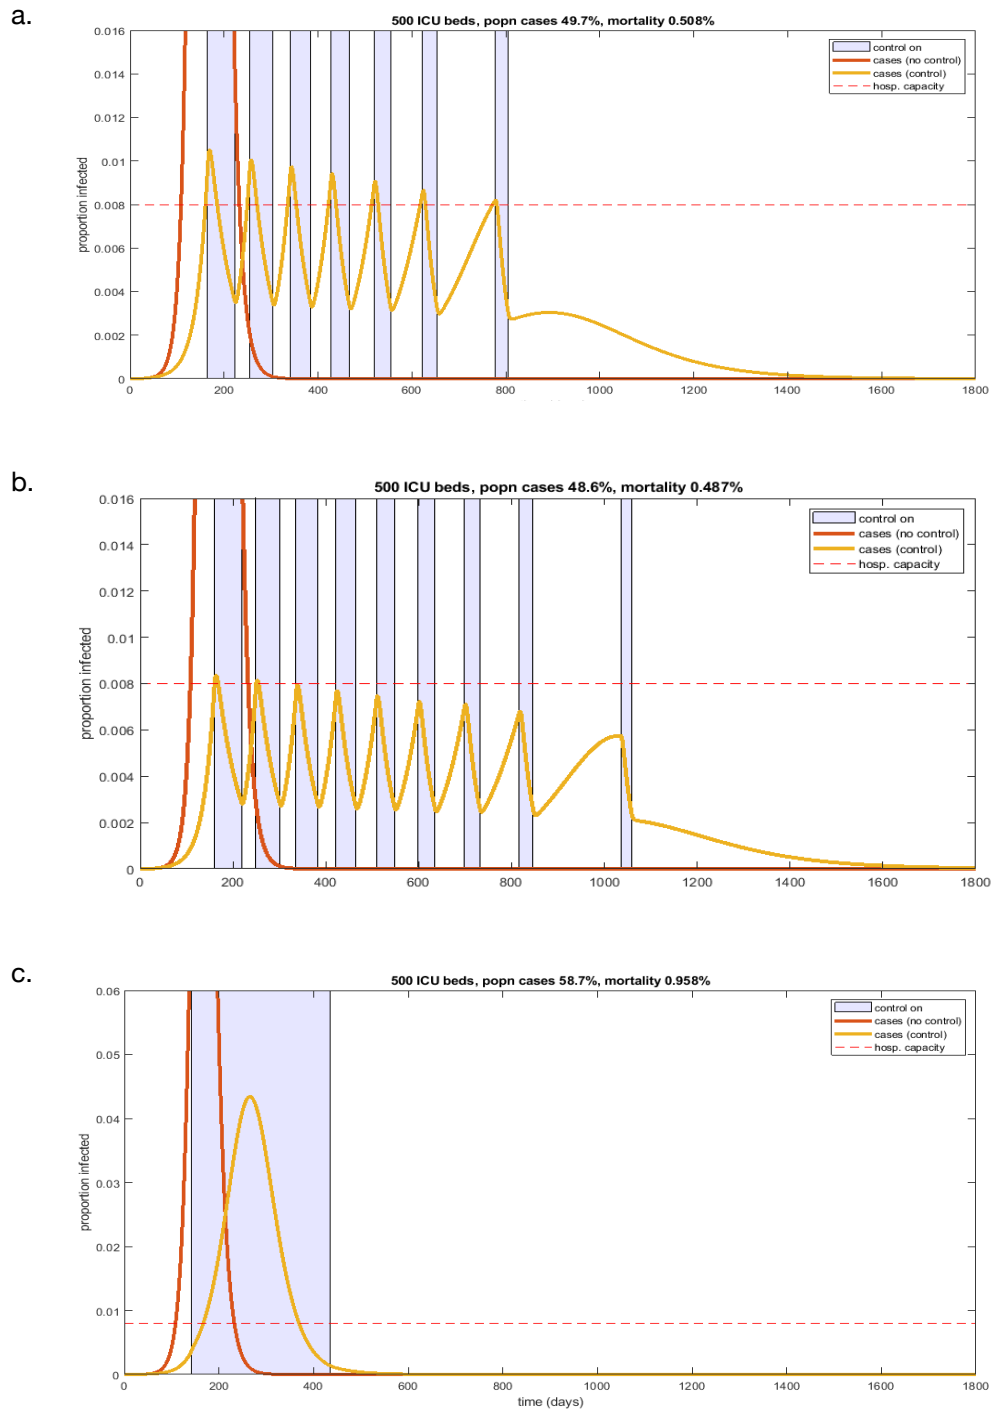 a.
500 ICU beds, popn cases 49.7%, mortality 0.508%
0.016
0.014
0.012
0.01
0.008
0.006
0.004
0.002
0
proportion infected
control on
cases (no control)
cases (control)
hosp. capacity
0 200 400 600 800 1000 1200 1400 1600 1800
b.
500 ICU beds, popn cases 48.6%, mortality 0.487%
0.016
0.014
0.012
0.01
0.008
0.006
0.004
0.002
0
proportion infected
control on
cases (no control)
cases (control)
hosp. capacity
0 200 400 600 800 1000 1200 1400 1600 1800
c.
500 ICU beds, popn cases 58.7%, mortality 0.958%
0.06
0.05
0.04
0.03
0.02
0.01
0
proportion infected
control on
cases (no control)
cases (control)
hosp. capacity
0 200 400 600 800 1000 1200 1400 1600 1800
time (days)